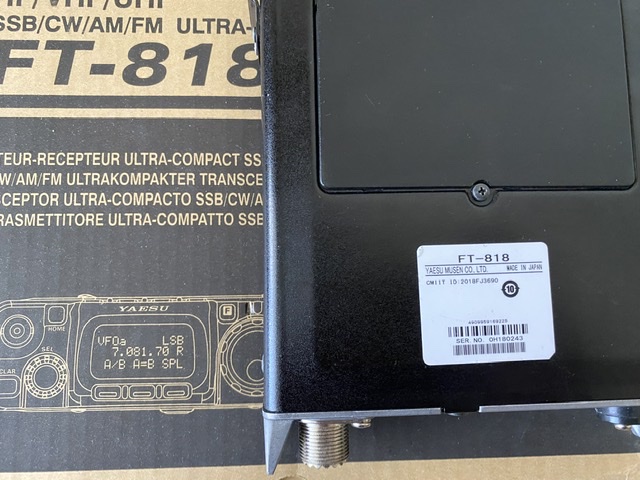 SSB/CW/AM/FM ULTRA-
FT-818
TEUR-RECEPTEUR ULTRA-COMPACT SS
W/AM/FM ULTRAKOMPAKTER TRANSCE
CEPTOR ULTRA-COMPACTO SSB/CW/A
RASMETTITORE ULTRA-COMPATTO SSB
HOME
YAESU
F
SEL
VFOa LSB
7.081.70 R
A/B A=B SPL
CLAR
FT-818
YAESU MUSEN CO., LTD. MADE IN JAPAN
CMIIT ID:2018FJ3690
10
4909959189220
SER.NO. 0H180243